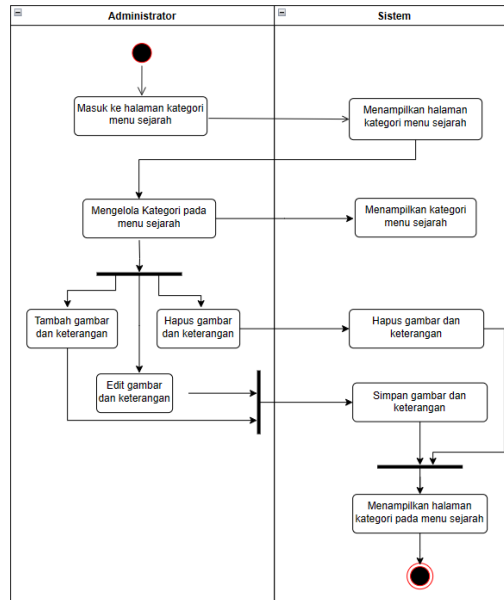 Administrator
Sistem
Masuk ke halaman kategori
menu sejarah
Menampilkan halaman
kategori menu sejarah
Mengelola Kategori pada
menu sejarah
Menampilkan kategori
menu sejarah
Tambah gambar
dan keterangan
Hapus gambar
dan keterangan
Hapus gambar dan
keterangan
Edit gambar
dan keterangan
Simpan gambar dan
keterangan
Menampilkan halaman
kategori pada menu sejarah